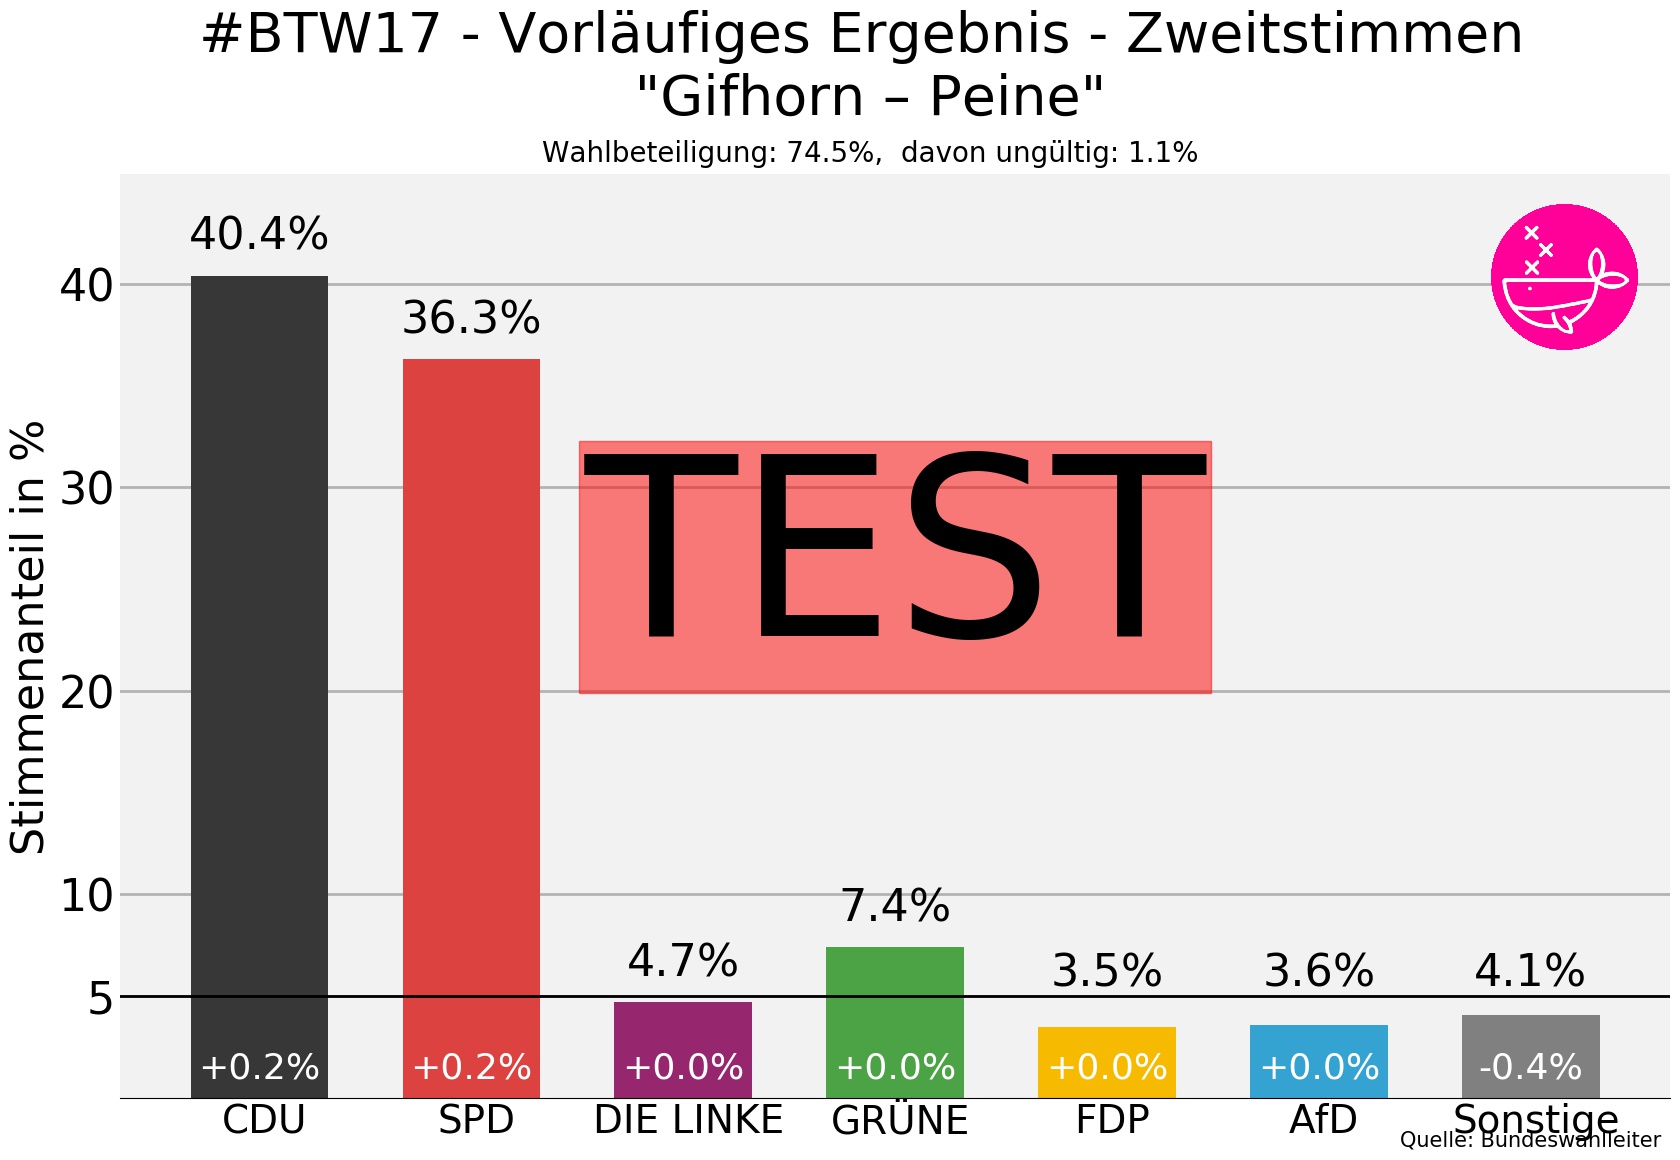 #BTW17 - Vorläufiges Ergebnis - Zweitstimmen
"Gifhorn – Peine"
Wahlbeteiligung: 74.5%,  davon ungültig: 1.1%
Stimmenanteil in %
40
30
20
10
5
40.4%
36.3%
4.7%
7.4%
3.5%
3.6%
4.1%
TEST
+0.2%
+0.2%
+0.0%
+0.0%
+0.0%
+0.0%
-0.4%
CDU
SPD
DIE LINKE
GRÜNE
FDP
AfD
Sonstige
Quelle: Bundeswahlleiter